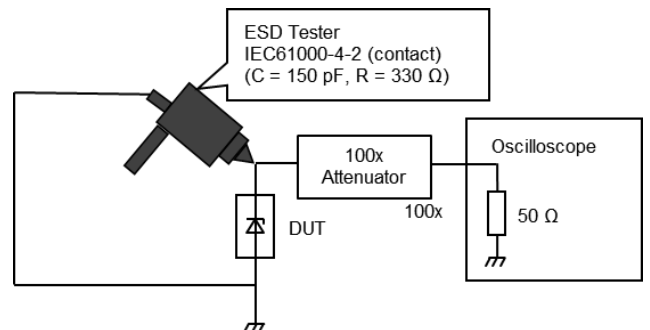 ESD Tester
IEC61000-4-2 (contact)
(C = 150 pF, R = 330 Ω)
100x
Attenuator
100x
Oscilloscope
50 Ω
DUT